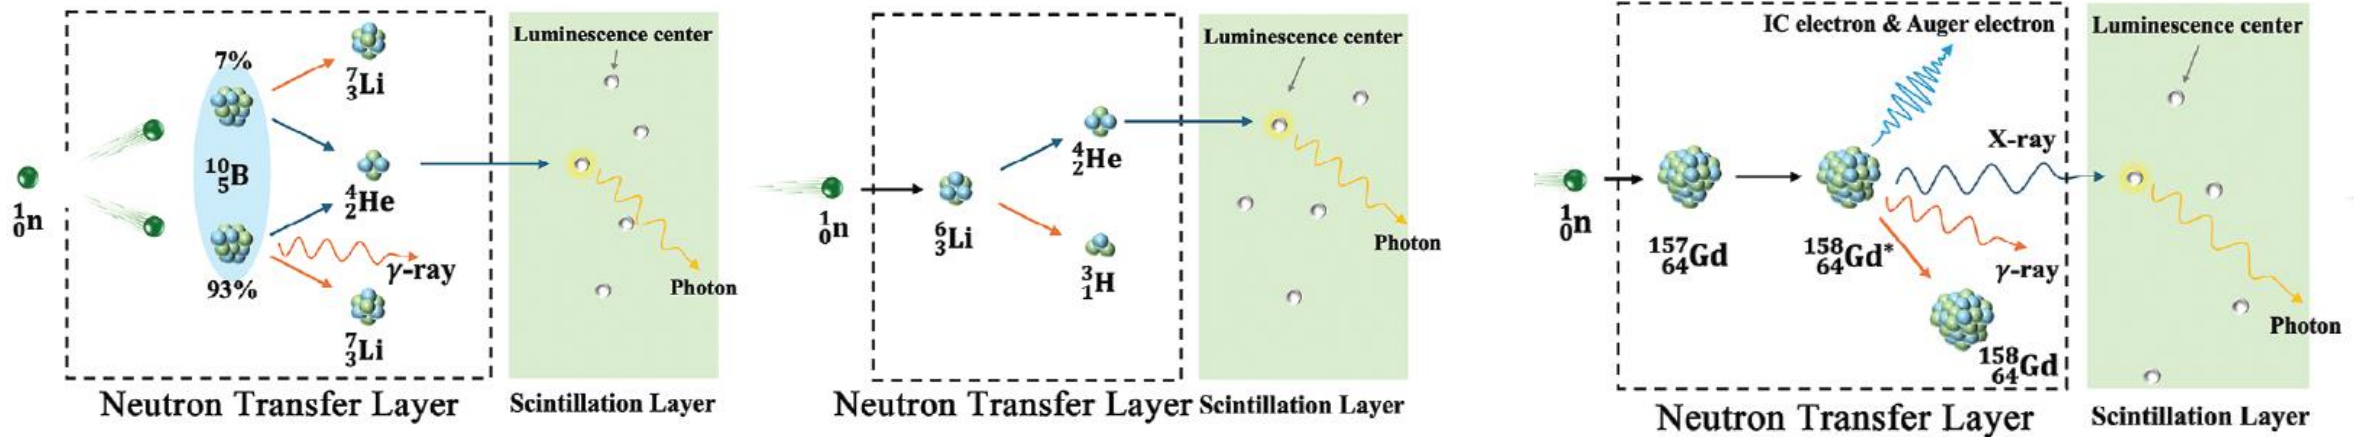 7%
⁷₃Li
Luminescence center
¹₀n
¹⁰₅B
⁴₂He
γ-ray
93%
Photon
⁷₃Li
Neutron Transfer Layer
Scintillation Layer
Luminescence center
⁴₂He
¹₀n
⁶₃Li
Photon
³₁H
Neutron Transfer Layer
Scintillation Layer
IC electron & Auger electron
Luminescence center
X-ray
¹₀n
¹⁵⁷₆₄Gd
¹⁵⁸₆₄Gd*
γ-ray
Photon
¹⁵⁸₆₄Gd
Neutron Transfer Layer
Scintillation Layer